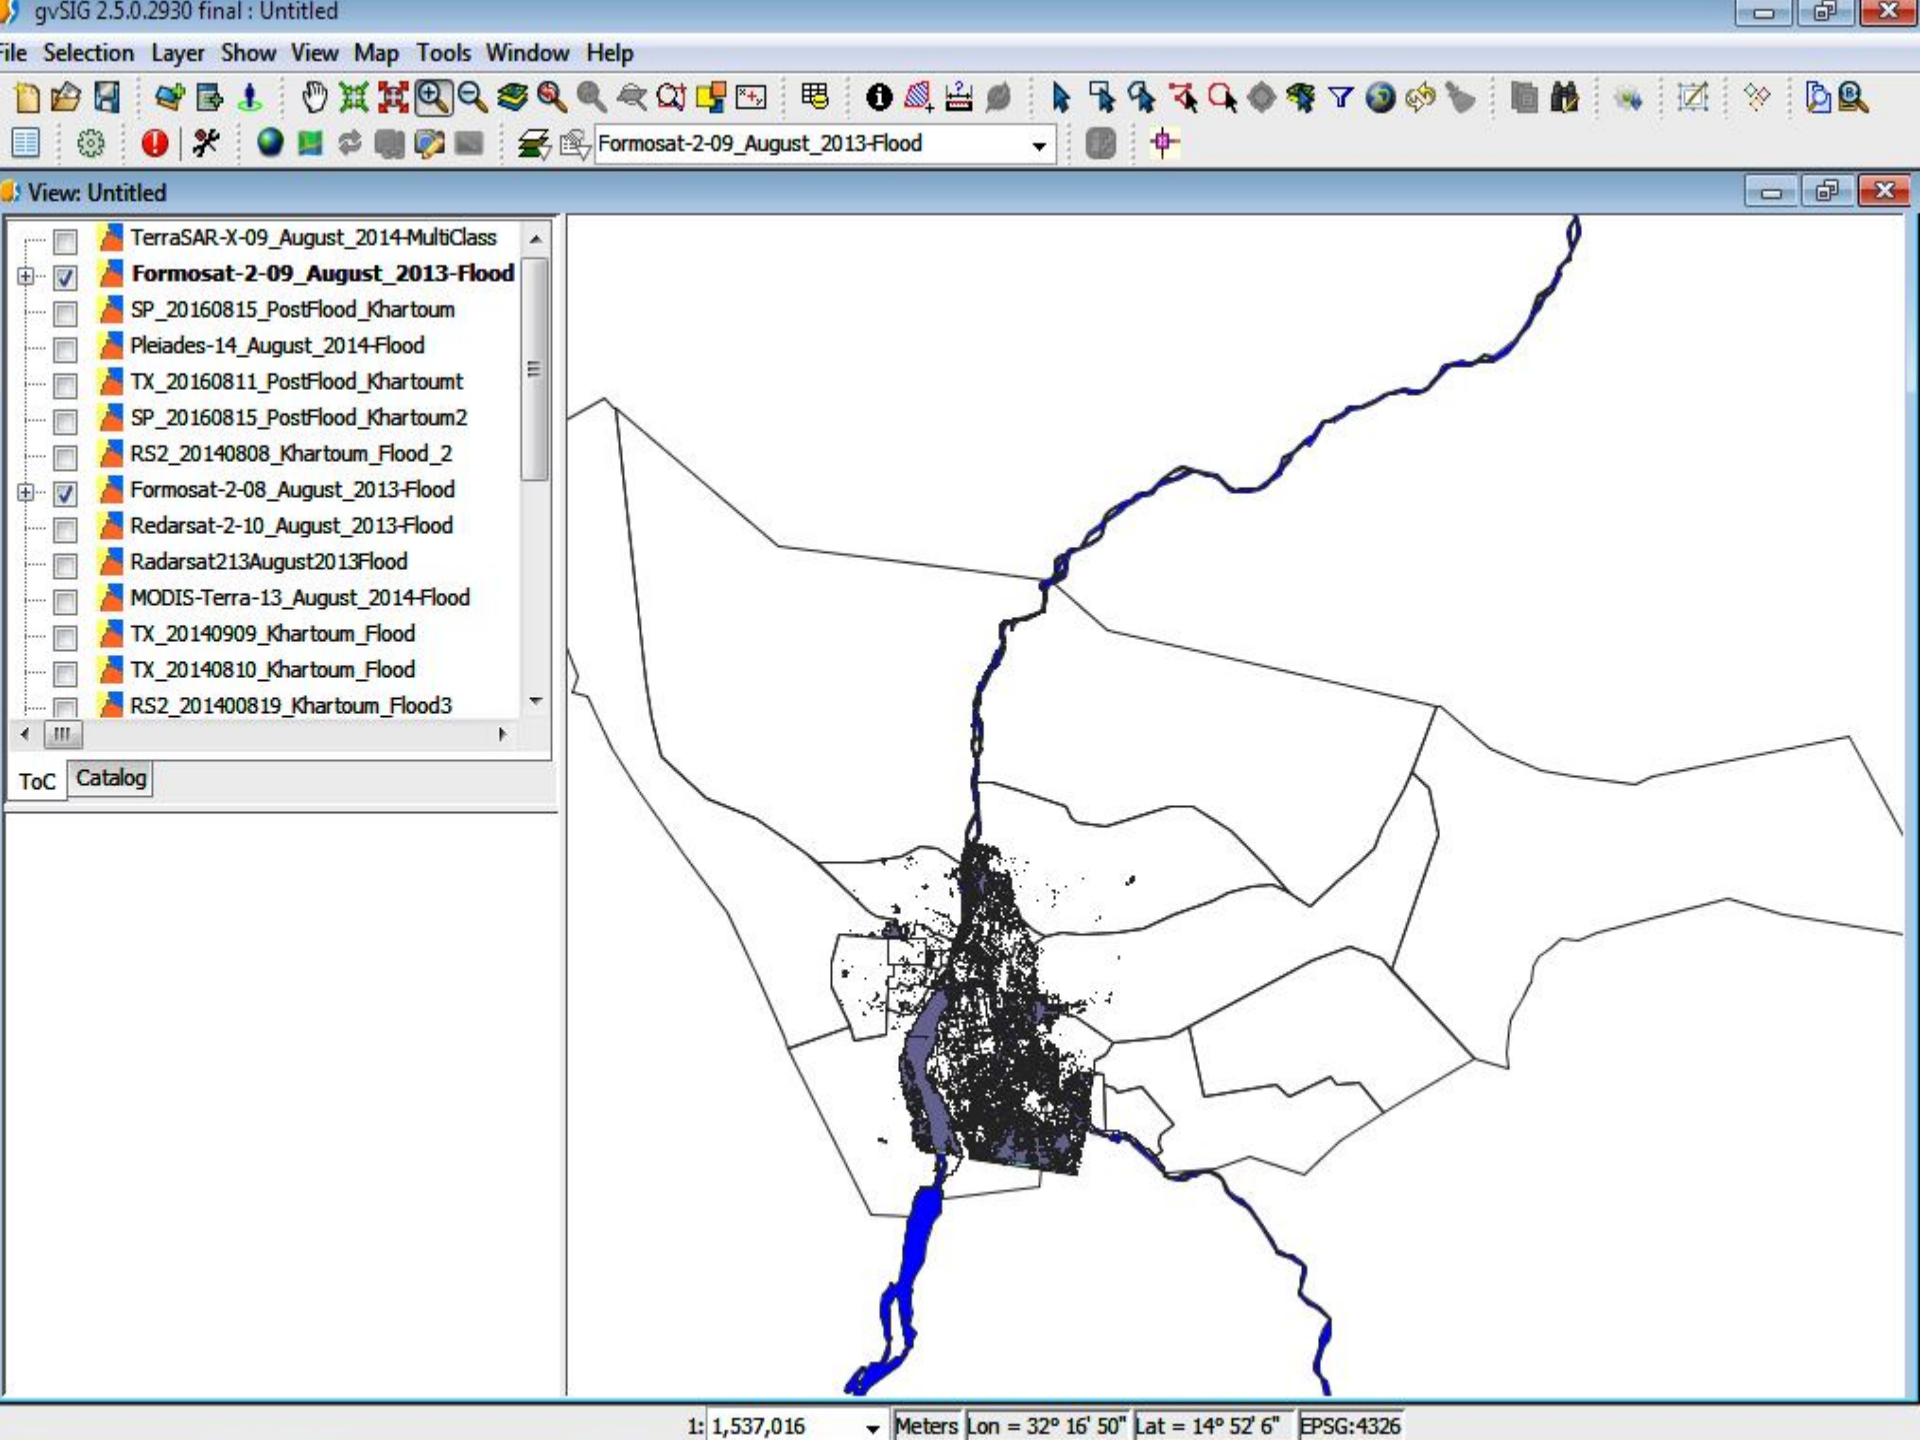 gvSIG 2.5.0.2930 final : Untitled
File Selection Layer Show View Map Tools Window Help
Formosat-2-09_August_2013-Flood
View: Untitled
TerraSAR-X-09_August_2014-MultiClass
Formosat-2-09_August_2013-Flood
SP_20160815_PostFlood_Khartoum
Pleiades-14_August_2014-Flood
TX_20160811_PostFlood_Khartoumt
SP_20160815_PostFlood_Khartoum2
RS2_20140808_Khartoum_Flood_2
Formosat-2-08_August_2013-Flood
Redarsat-2-10_August_2013-Flood
Radarsat213August2013Flood
MODIS-Terra-13_August_2014-Flood
TX_20140909_Khartoum_Flood
TX_20140810_Khartoum_Flood
RS2_201400819_Khartoum_Flood3
ToC Catalog
1: 1,537,016 Meters Lon = 32° 16' 50" Lat = 14° 52' 6" EPSG:4326